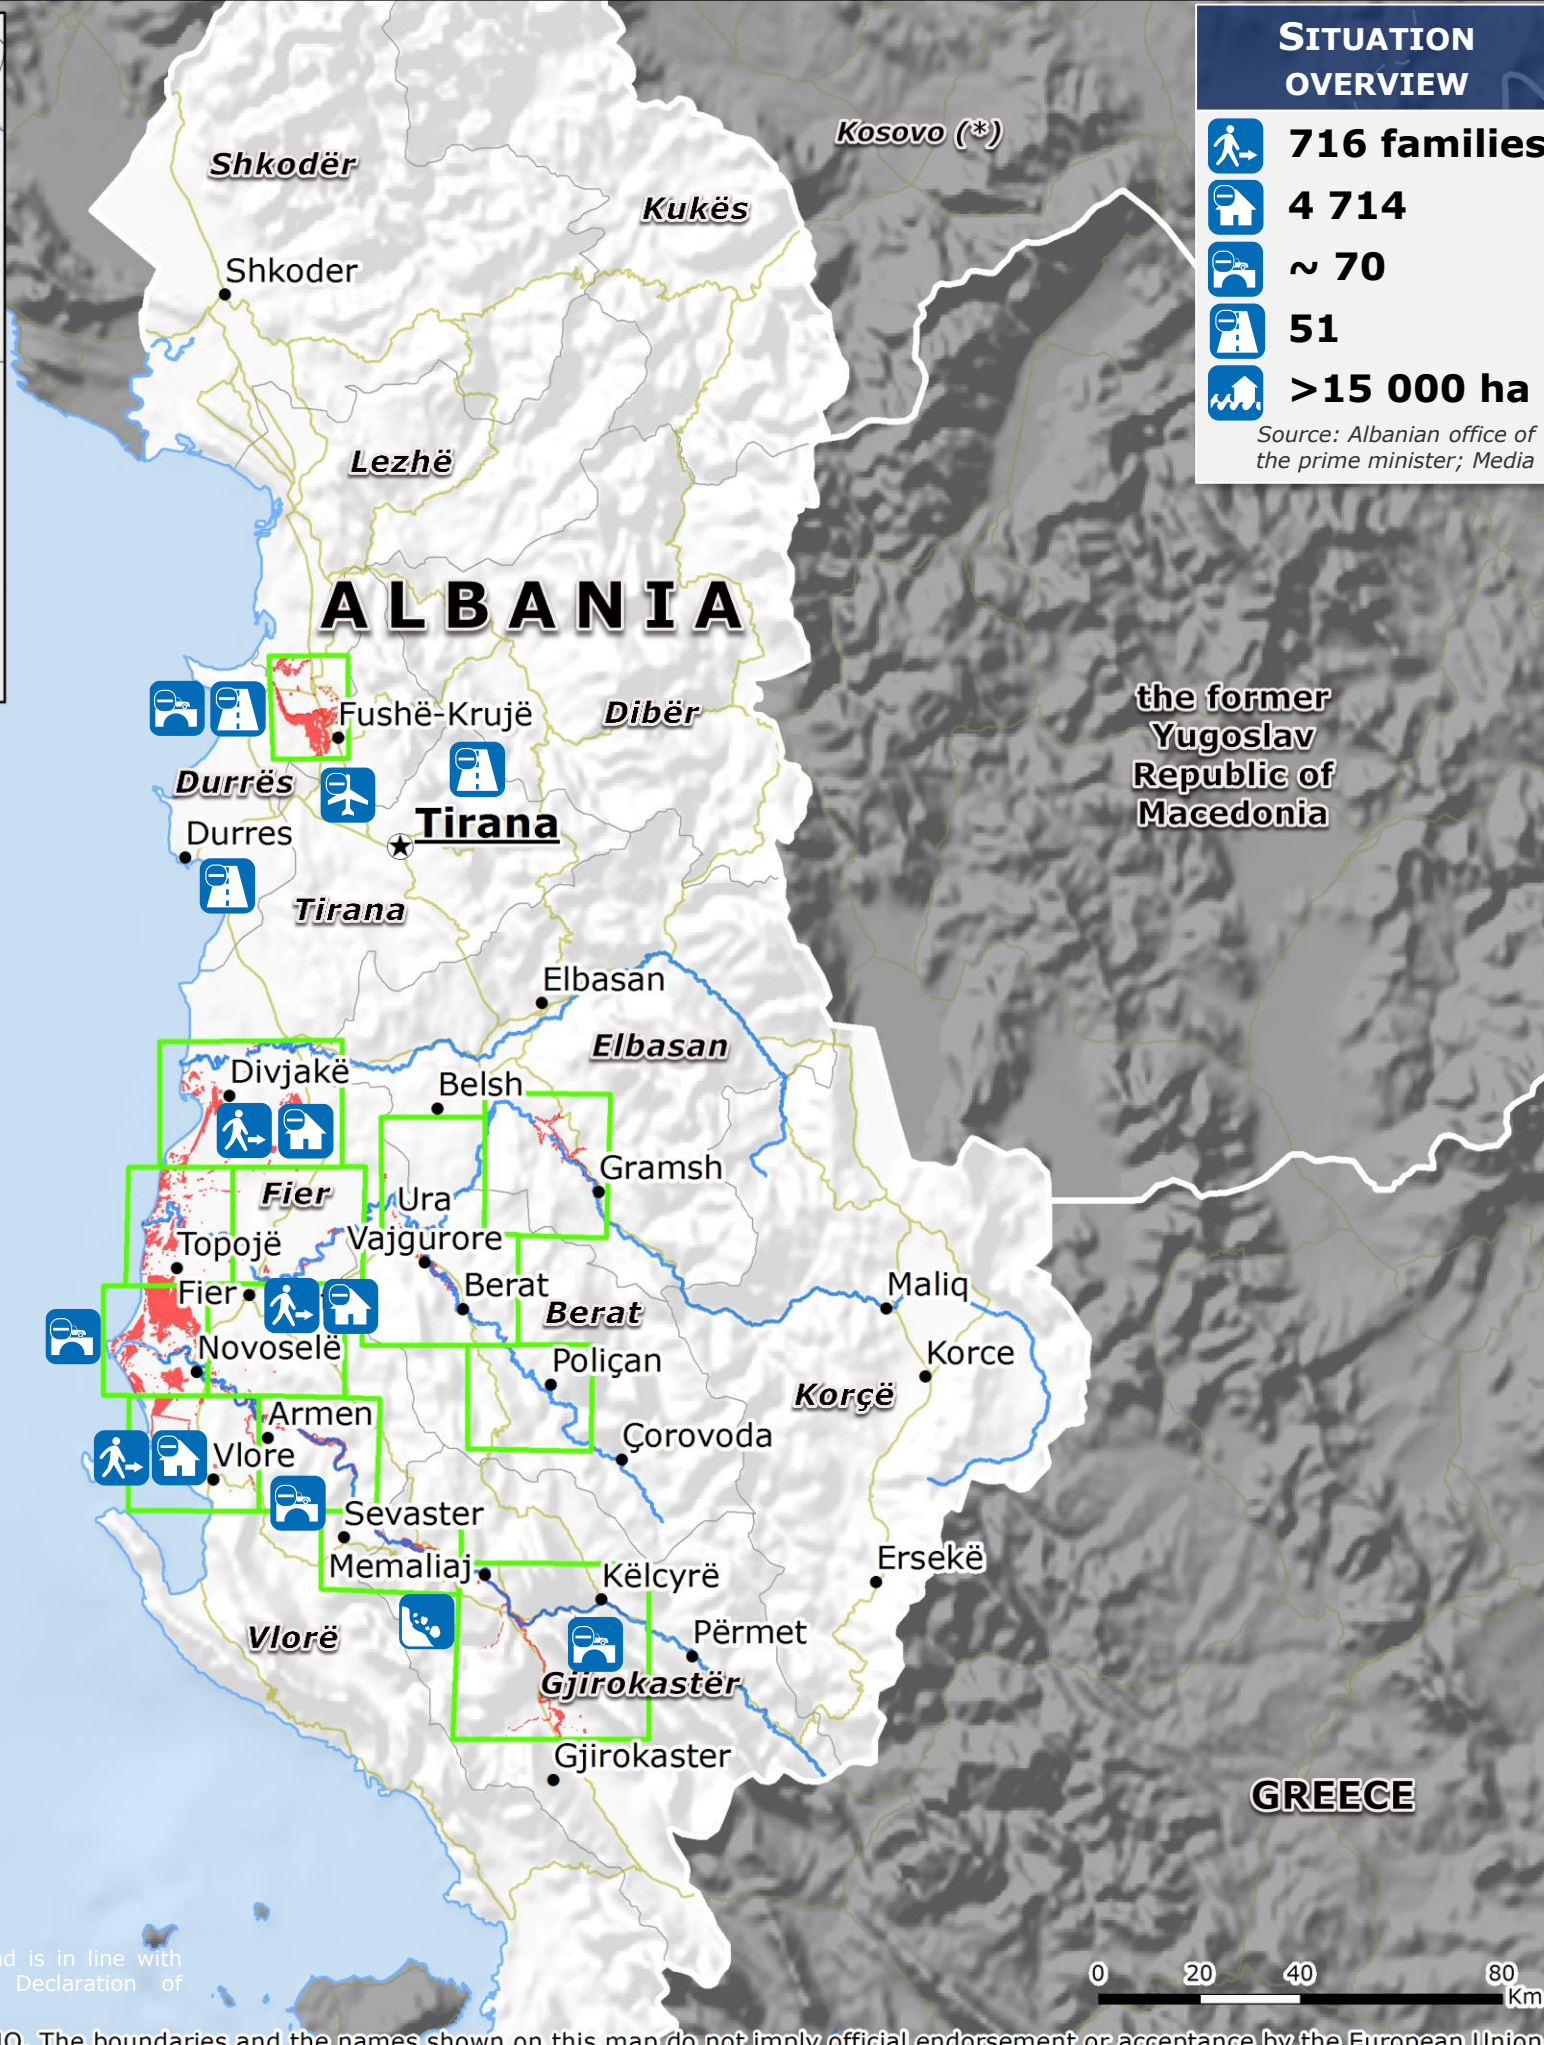 SITUATION
OVERVIEW
716 families
4 714
~ 70
51
>15 000 ha
Source: Albanian office of
the prime minister; Media
Kosovo (*)
Shkodër
Kukës
Shkoder
Lezhë
ALBANIA
the former
Yugoslav
Republic of
Macedonia
Fushë-Krujë
Dibër
Durrës
Tirana
Durres
Tirana
Elbasan
Elbasan
Divjakë
Belsh
Gramsh
Fier
Ura
Vajgurore
Topojë
Fier
Berat
Berat
Maliq
Novoselë
Korce
Poliçan
Korçë
Armen
Çorovoda
Vlore
Sevaster
Memaliaj
Këlcyrë
Ersekë
Vlorë
Përmet
Gjirokastër
Gjirokaster
GREECE
is in line with
Declaration of
0 20 40 80
Km
The boundaries and the names shown on this map do not imply official endorsement or acceptance by the European Union